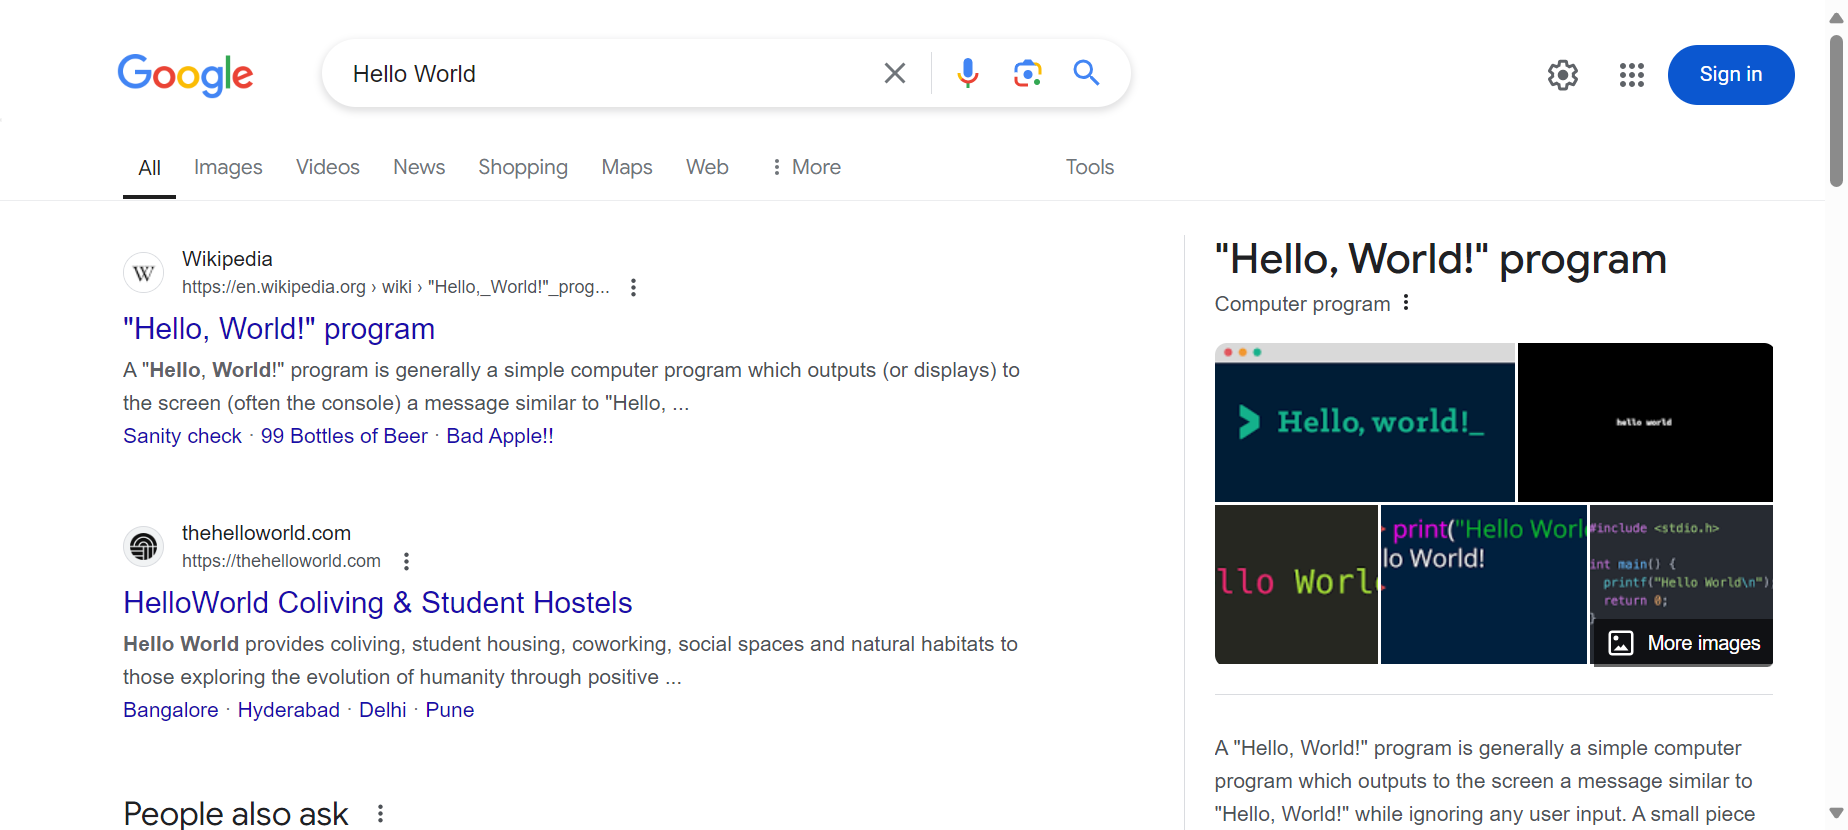 Google
Hello World
Sign in
All Images Videos News Shopping Maps Web More Tools
W
Wikipedia
https://en.wikipedia.org › wiki › "Hello,_World!"_prog...
"Hello, World!" program
A "Hello, World!" program is generally a simple computer program which outputs (or displays) to
the screen (often the console) a message similar to "Hello, ...
Sanity check · 99 Bottles of Beer · Bad Apple!!
thehelloworld.com
https://thehelloworld.com
HelloWorld Coliving & Student Hostels
Hello World provides coliving, student housing, coworking, social spaces and natural habitats to
those exploring the evolution of humanity through positive ...
Bangalore · Hyderabad · Delhi · Pune
People also ask
"Hello, World!" program
Computer program
Hello, world!_
hello world
llo Worl
print("Hello Worl
lo World!
#include <stdio.h>
int main() {
printf("Hello World\n")
return 0;
}
More images
A "Hello, World!" program is generally a simple computer
program which outputs to the screen a message similar to
"Hello, World!" while ignoring any user input. A small piece